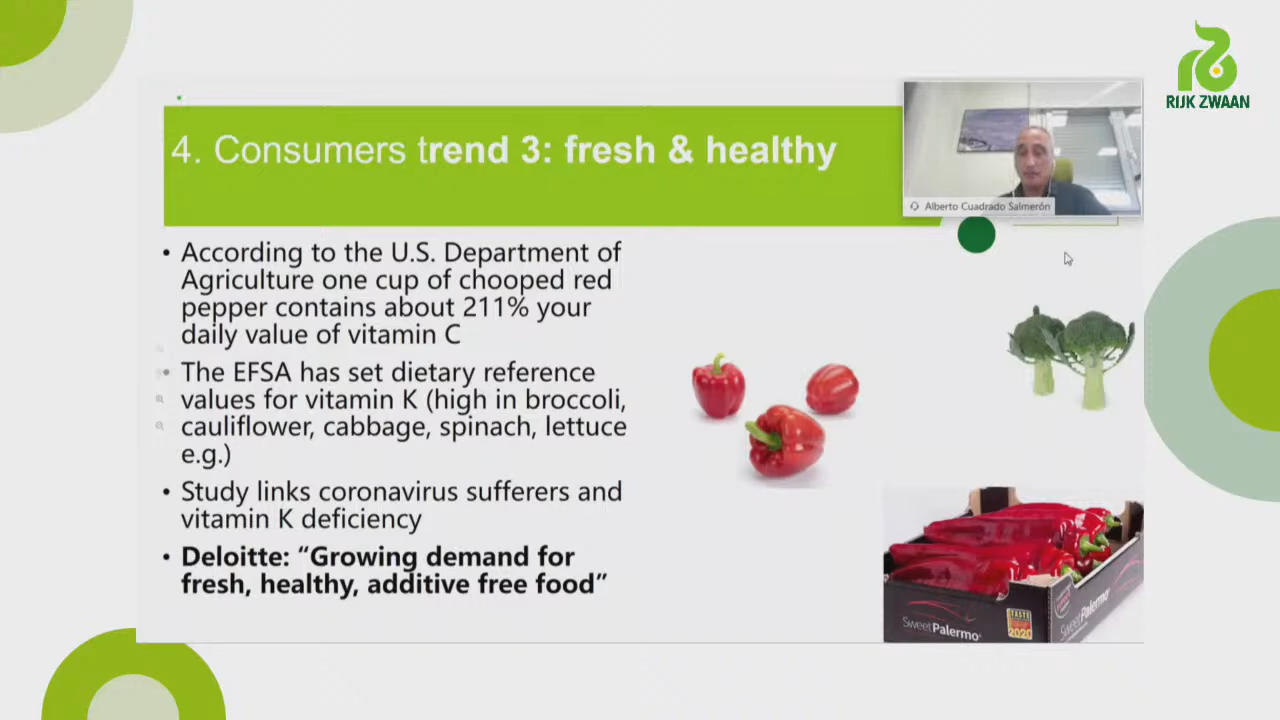 RIJK ZWAAN
4. Consumers trend 3: fresh & healthy
Alberto Cuadrado Salmerón
• According to the U.S. Department of
Agriculture one cup of chooped red
pepper contains about 211% your
daily value of vitamin C
• The EFSA has set dietary reference
values for vitamin K (high in broccoli,
cauliflower, cabbage, spinach, lettuce
e.g.)
• Study links coronavirus sufferers and
vitamin K deficiency
• Deloitte: “Growing demand for
fresh, healthy, additive free food”
SweetPalermo®
TASTE
2020
SweetPalermo